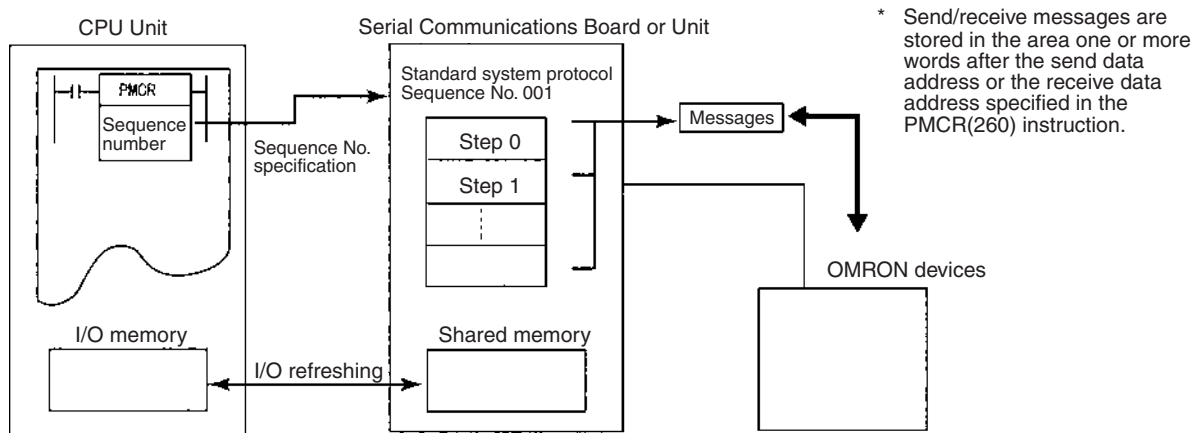 CPU Unit
PMCR
Sequence
number
Sequence No.
specification
I/O memory
I/O refreshing
Serial Communications Board or Unit
Standard system protocol
Sequence No. 001
Step 0
Step 1
Shared memory
Messages
OMRON devices
* Send/receive messages are
stored in the area one or more
words after the send data
address or the receive data
address specified in the
PMCR(260) instruction.